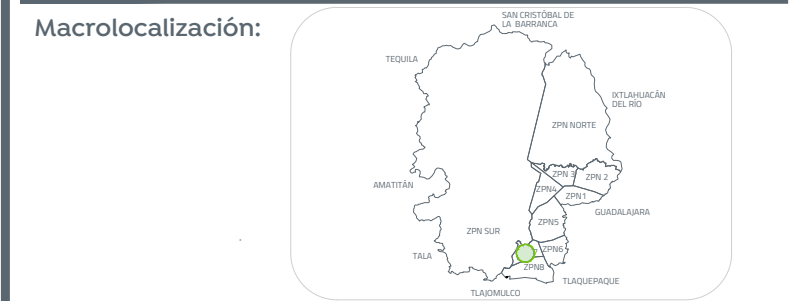 Macrolocalización:
SAN CRISTÓBAL DE
LA BARRANCA
TEQUILA
IXTLAHUACÁN
DEL RÍO
ZPN NORTE
ZPN 3
ZPN 2
AMATITÁN
ZPN4
ZPN1
GUADALAJARA
ZPN5
ZPN SUR
ZPN6
TALA
ZPN8
TLAQUEPAQUE
TLAJOMULCO